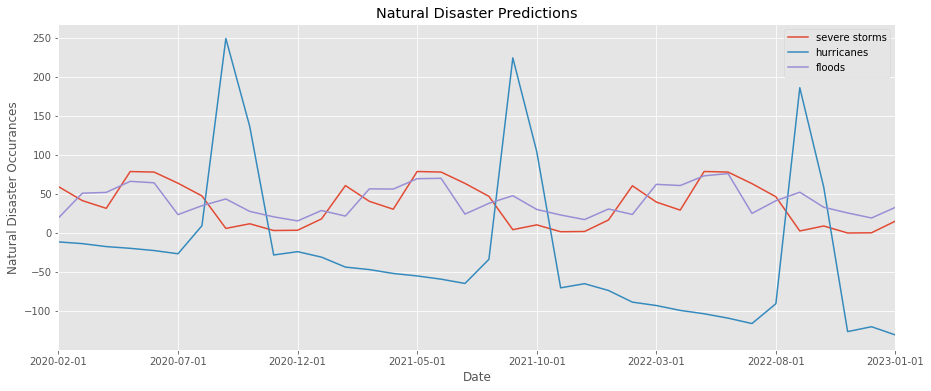 Natural Disaster Predictions
severe storms
hurricanes
floods
250
200
150
100
50
0
−50
−100
Natural Disaster Occurances
2020-02-01 2020-07-01 2020-12-01 2021-05-01 2021-10-01 2022-03-01 2022-08-01 2023-01-01
Date